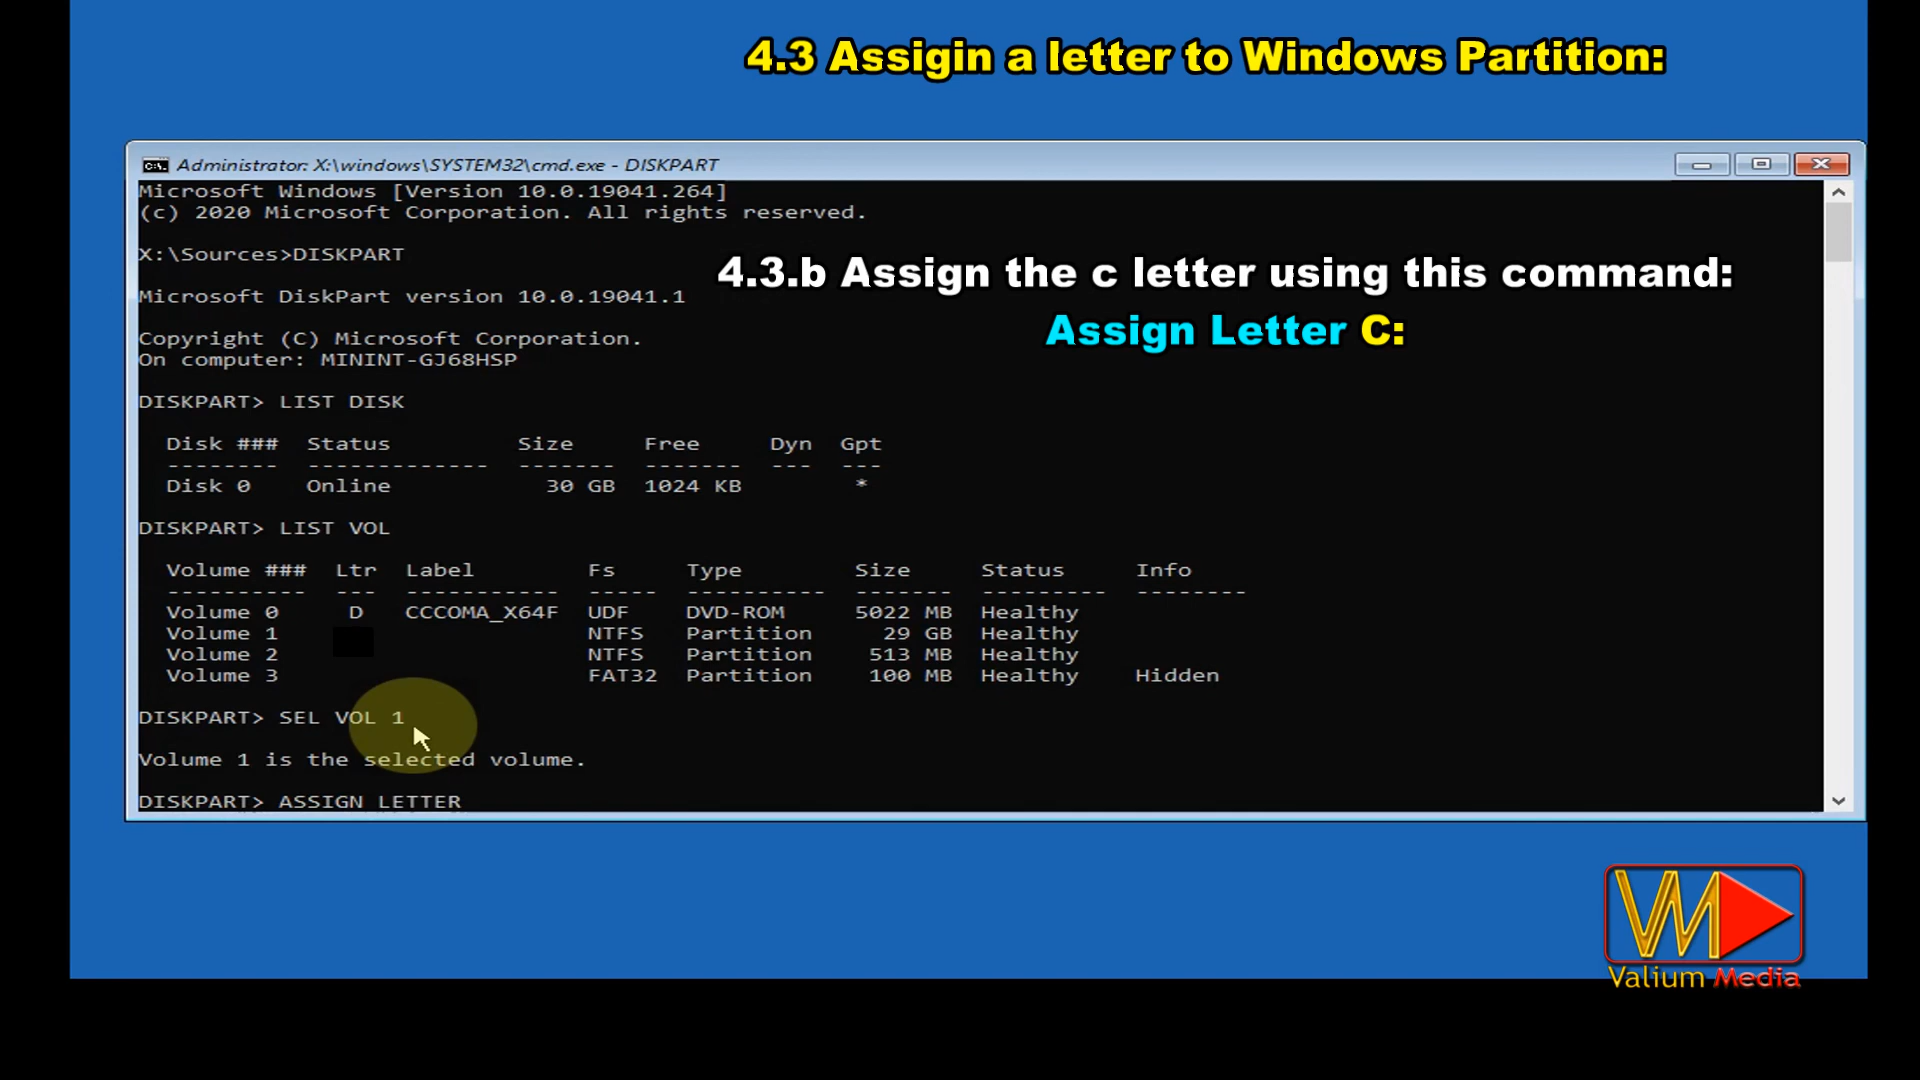 4.3 Assigin a letter to Windows Partition:
Administrator: X:\windows\SYSTEM32\cmd.exe - DISKPART
Microsoft Windows [Version 10.0.19041.264]
(c) 2020 Microsoft Corporation. All rights reserved.
X:\Sources>DISKPART
4.3.b Assign the c letter using this command:
Assign Letter C:
Microsoft DiskPart version 10.0.19041.1
Copyright (C) Microsoft Corporation.
On computer: MININT-GJ68HSP
DISKPART> LIST DISK
Disk ### Status Size Free Dyn Gpt
-------- ------------- ------- ------- --- ---
Disk 0 Online 30 GB 1024 KB *
DISKPART> LIST VOL
Volume ### Ltr Label Fs Type Size Status Info
---------- --- ----------- ----- ---------- ------- --------- --------
Volume 0 D CCCOMA_X64F UDF DVD-ROM 5022 MB Healthy
Volume 1 NTFS Partition 29 GB Healthy
Volume 2 NTFS Partition 513 MB Healthy
Volume 3 FAT32 Partition 100 MB Healthy Hidden
DISKPART> SEL VOL 1
Volume 1 is the selected volume.
DISKPART> ASSIGN LETTER
VM
Valium Media